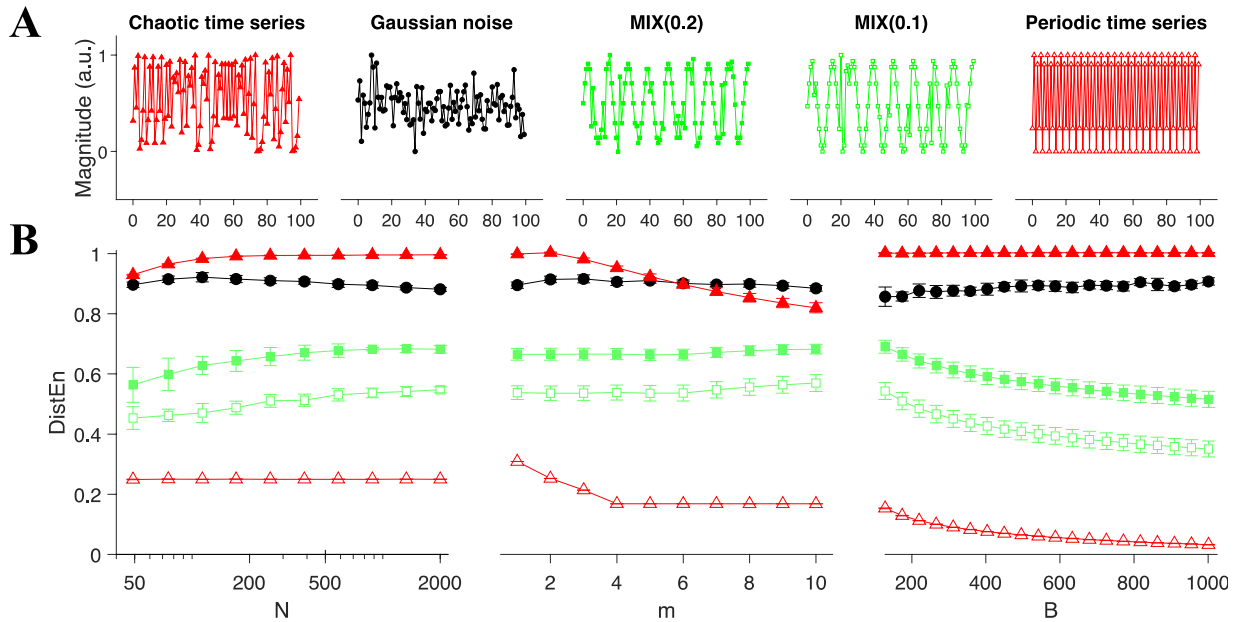 A
Chaotic time series Gaussian noise MIX(0.2) MIX(0.1) Periodic time series
Magnitude (a.u.)
1
0
0 20 40 60 80 100 0 20 40 60 80 100 0 20 40 60 80 100 0 20 40 60 80 100 0 20 40 60 80 100
B
DistEn
1
0.8
0.6
0.4
0.2
0
50 200 500 2000 2 4 6 8 10 200 400 600 800 1000
N m B